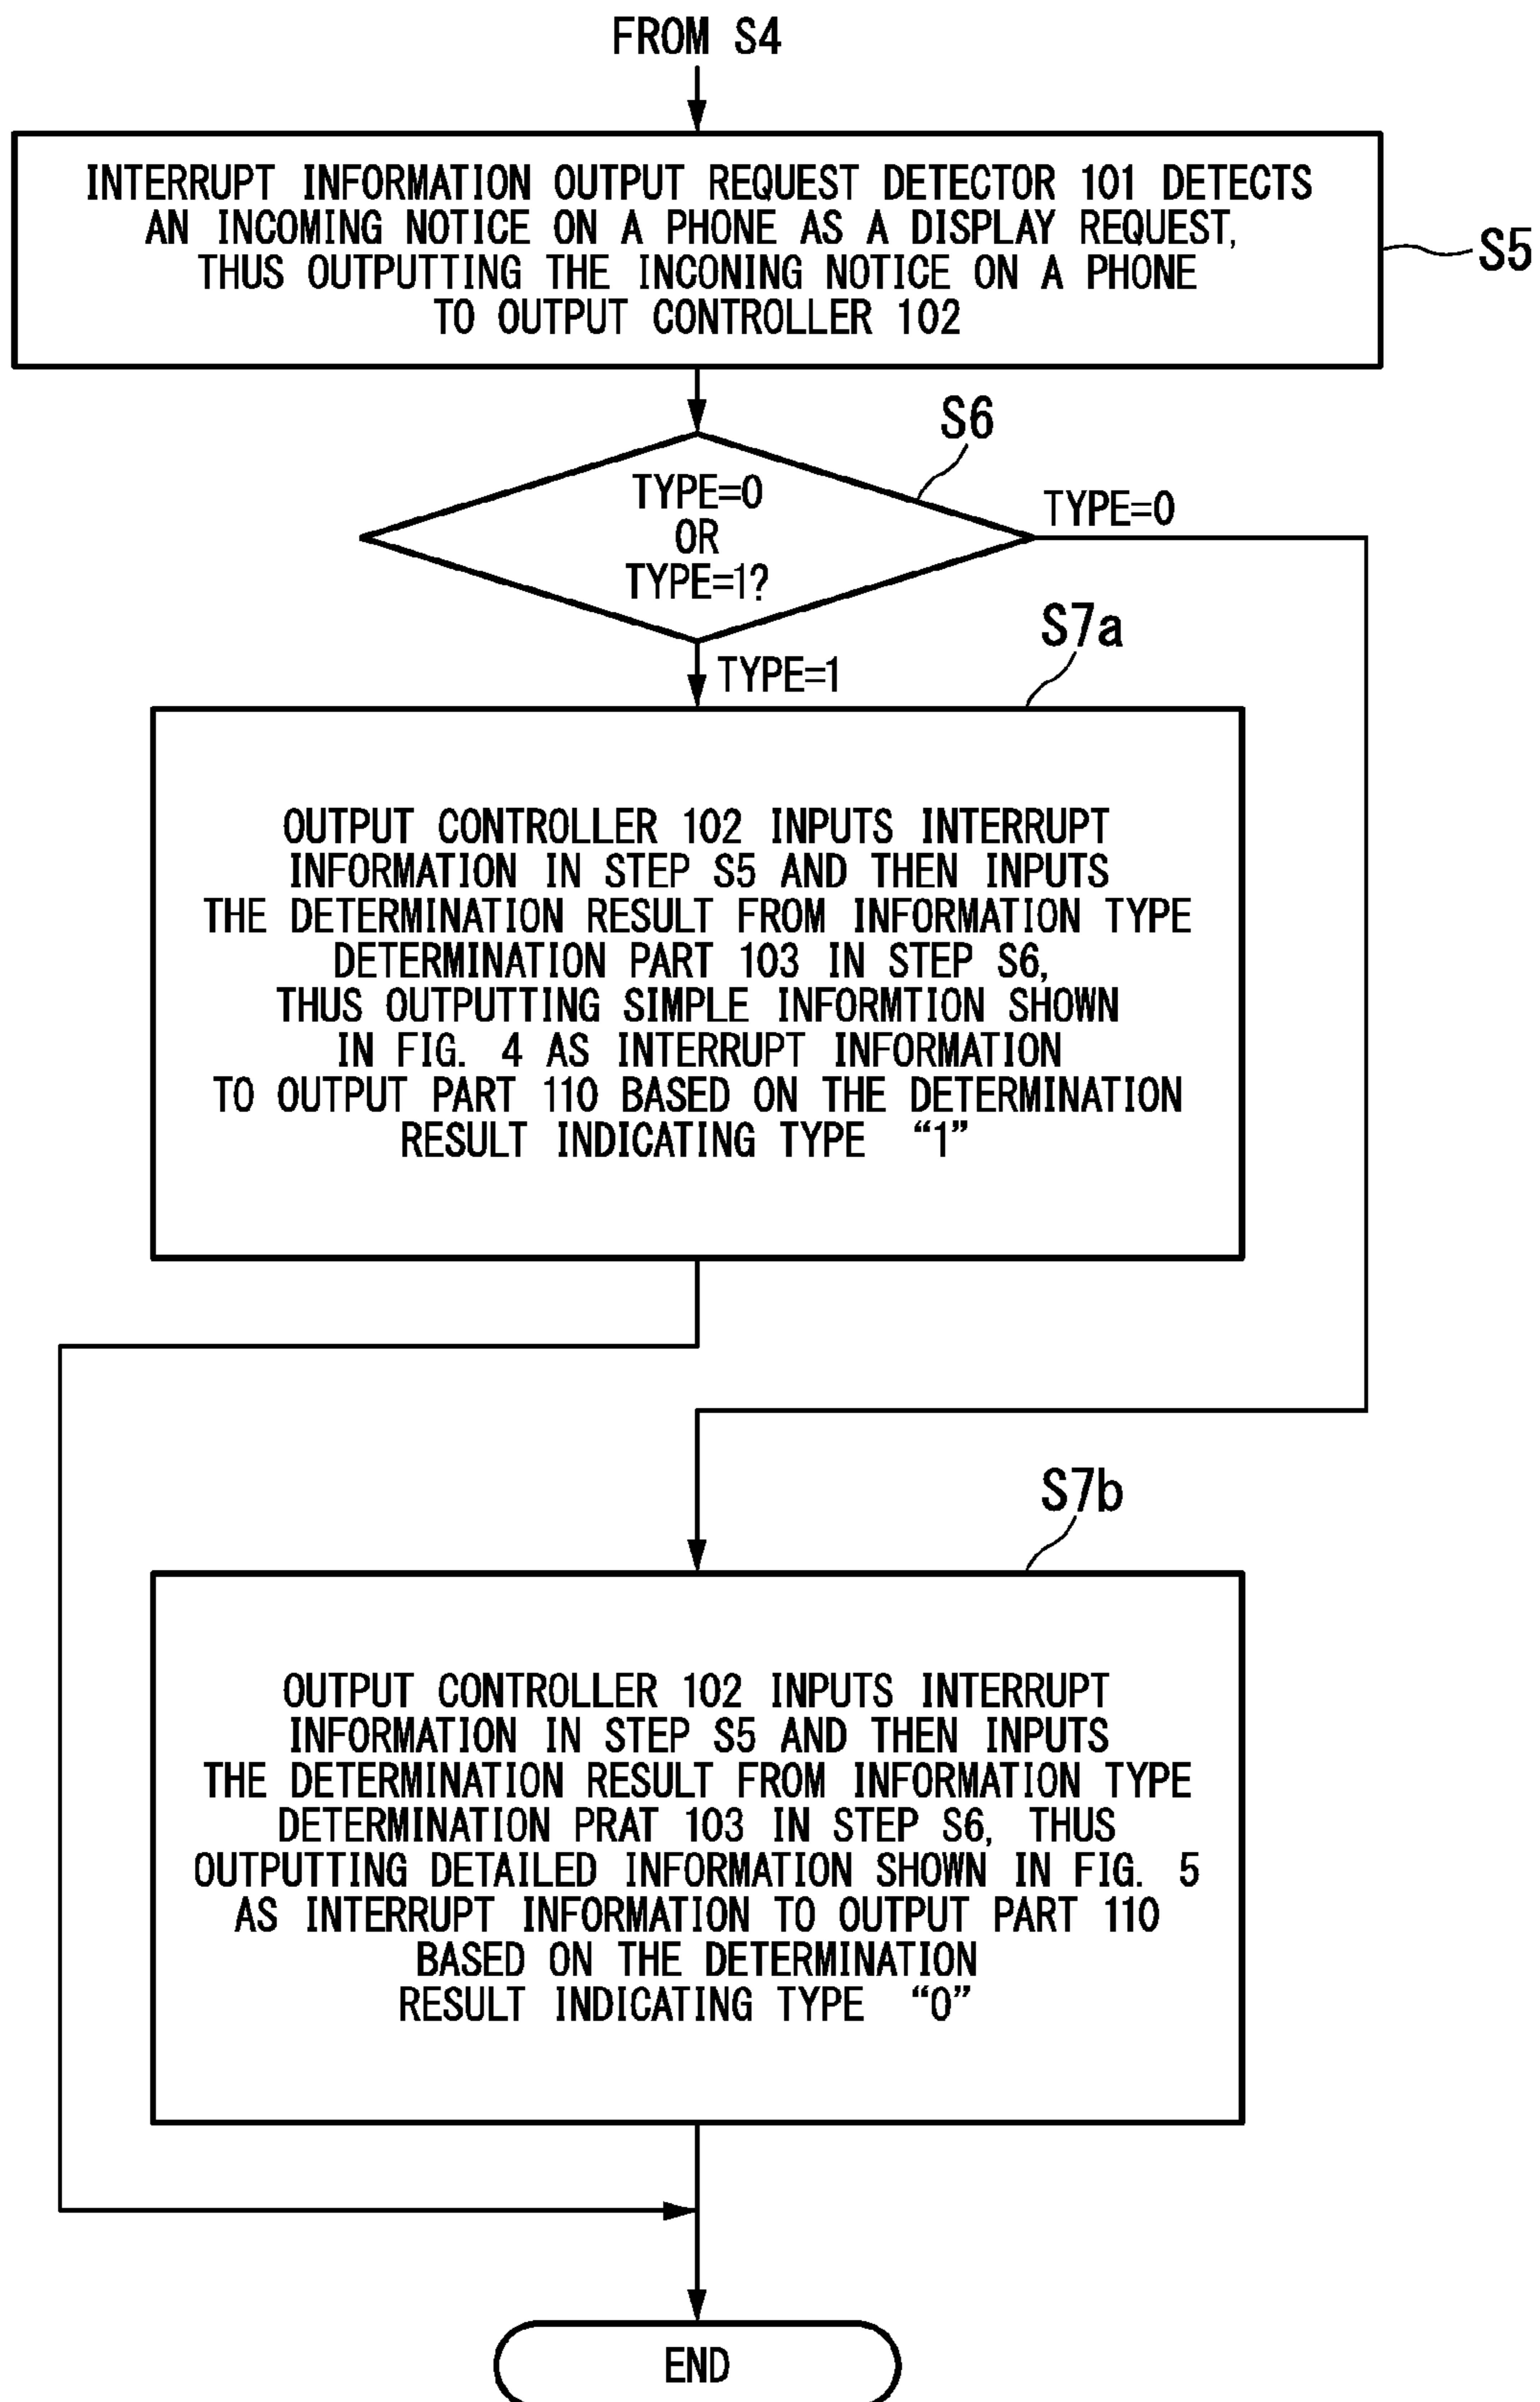 FROM S4
INTERRUPT INFORMATION OUTPUT REQUEST DETECTOR 101 DETECTS
AN INCOMING NOTICE ON A PHONE AS A DISPLAY REQUEST,
THUS OUTPUTTING THE INCONING NOTICE ON A PHONE
TO OUTPUT CONTROLLER 102
S5
S6
TYPE=0
OR
TYPE=1?
TYPE=0
TYPE=1
S7a
OUTPUT CONTROLLER 102 INPUTS INTERRUPT
INFORMATION IN STEP S5 AND THEN INPUTS
THE DETERMINATION RESULT FROM INFORMATION TYPE
DETERMINATION PART 103 IN STEP S6,
THUS OUTPUTTING SIMPLE INFORMTION SHOWN
IN FIG. 4 AS INTERRUPT INFORMATION
TO OUTPUT PART 110 BASED ON THE DETERMINATION
RESULT INDICATING TYPE “1”
S7b
OUTPUT CONTROLLER 102 INPUTS INTERRUPT
INFORMATION IN STEP S5 AND THEN INPUTS
THE DETERMINATION RESULT FROM INFORMATION TYPE
DETERMINATION PRAT 103 IN STEP S6, THUS
OUTPUTTING DETAILED INFORMATION SHOWN IN FIG. 5
AS INTERRUPT INFORMATION TO OUTPUT PART 110
BASED ON THE DETERMINATION
RESULT INDICATING TYPE “0”
END